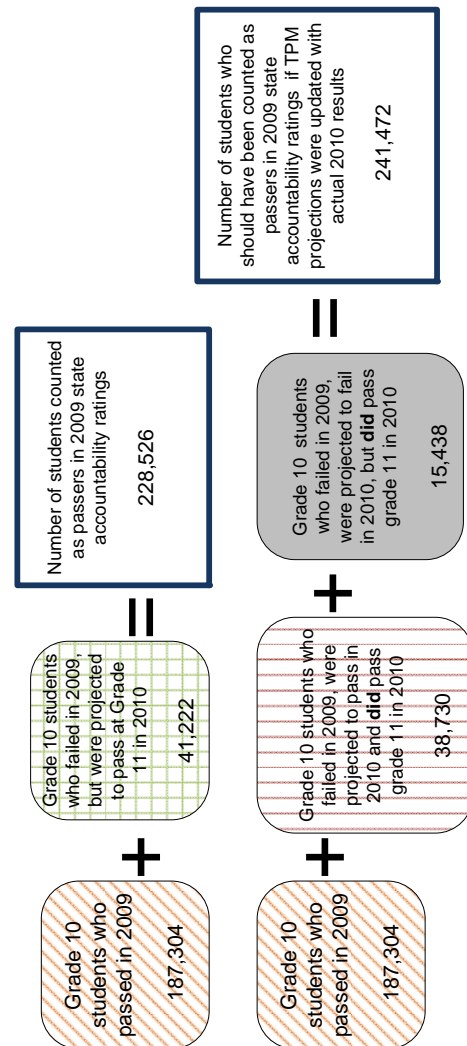 Grade 10
students who
passed in 2009
187,304
+
Grade 10 students
who failed in 2009,
but were projected
to pass at Grade
11 in 2010
41,222
=
Number of students counted
as passers in 2009 state
accountability ratings
228,526
Grade 10
students who
passed in 2009
187,304
+
Grade 10 students who
failed in 2009, were
projected to pass in
2010 and did pass
grade 11 in 2010
38,730
+
Grade 10 students
who failed in 2009,
were projected to fail
in 2010, but did pass
grade 11 in 2010
15,438
=
Number of students who
should have been counted as
passers in 2009 state
accountability ratings if TPM
projections were updated with
actual 2010 results
241,472